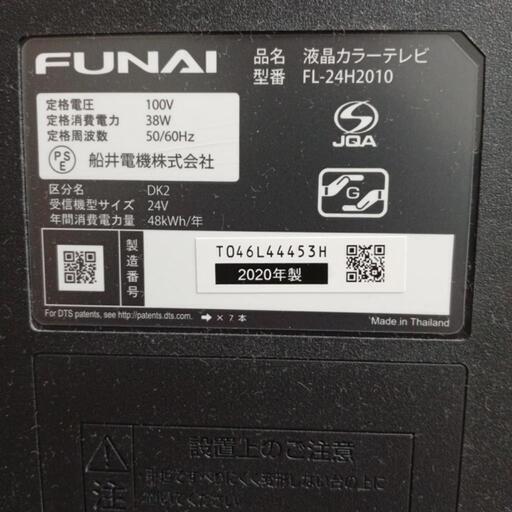 FUNAI
品名 液晶カラーテレビ
型番 FL-24H2010
定格電圧 100V
定格消費電力 38W
定格周波数 50/60Hz
PSE 船井電機株式会社
S
JQA
G
区分名 DK2
受信機型サイズ 24V
年間消費電力量 48kWh/年
製造番号
T046L44453H
2020年製
For DTS patents, see http://patents.dts.com.
➔×7本
Made in Thailand
設置上のご注意
注